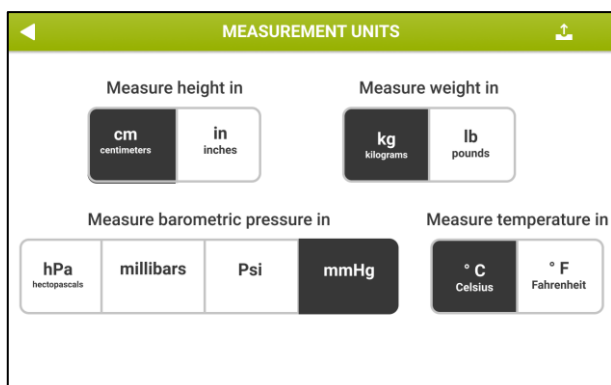 MEASUREMENT UNITS
Measure height in
cm
centimeters
in
inches
Measure weight in
kg
kilograms
lb
pounds
Measure barometric pressure in
hPa
hectopascals
millibars
Psi
mmHg
Measure temperature in
° C
Celsius
° F
Fahrenheit